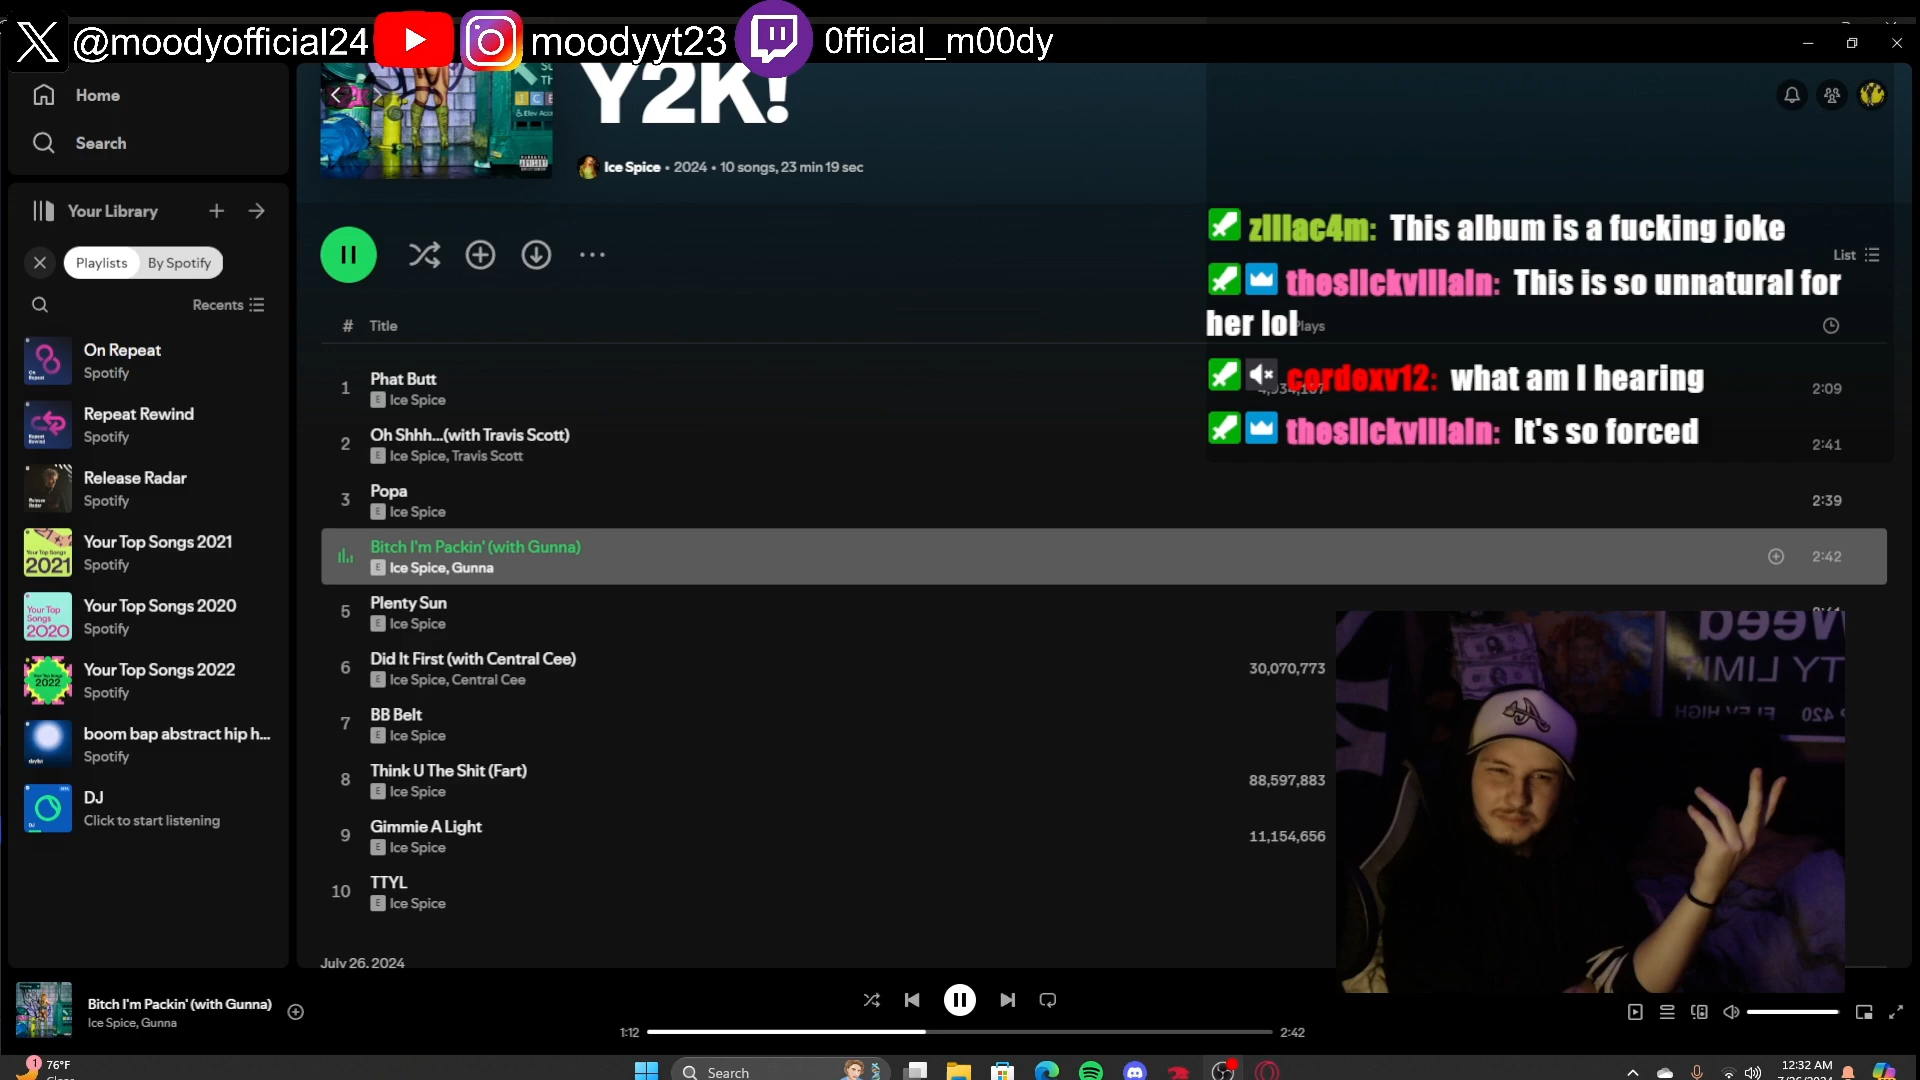 @moodyofficial24 moodyyt23 0fficial_m00dy
Home
Search
Your Library
Playlists By Spotify
Recents
On Repeat
Spotify
Repeat Rewind
Spotify
Release Radar
Spotify
Your Top Songs 2021
Spotify
Your Top Songs 2020
Spotify
Your Top Songs 2022
Spotify
boom bap abstract hip h...
Spotify
DJ
Click to start listening
Y2K!
Ice Spice • 2024 • 10 songs, 23 min 19 sec
List
# Title
1 Phat Butt 2:09
E Ice Spice
2 Oh Shhh...(with Travis Scott) 2:41
E Ice Spice, Travis Scott
3 Popa 2:39
E Ice Spice
Bitch I'm Packin' (with Gunna) 2:42
E Ice Spice, Gunna
5 Plenty Sun
E Ice Spice
6 Did It First (with Central Cee) 30,070,773
E Ice Spice, Central Cee
7 BB Belt
E Ice Spice
8 Think U The Shit (Fart) 88,597,883
E Ice Spice
9 Gimmie A Light 11,154,656
E Ice Spice
10 TTYL
E Ice Spice
July 26, 2024
zlllac4m: This album is a fucking joke
theslickvillain: This is so unnatural for
her lol
cordoxv12: what am I hearing
theslickvillain: It's so forced
Bitch I'm Packin' (with Gunna)
Ice Spice, Gunna
1:12 2:42
1 76°F
Search
12:32 AM